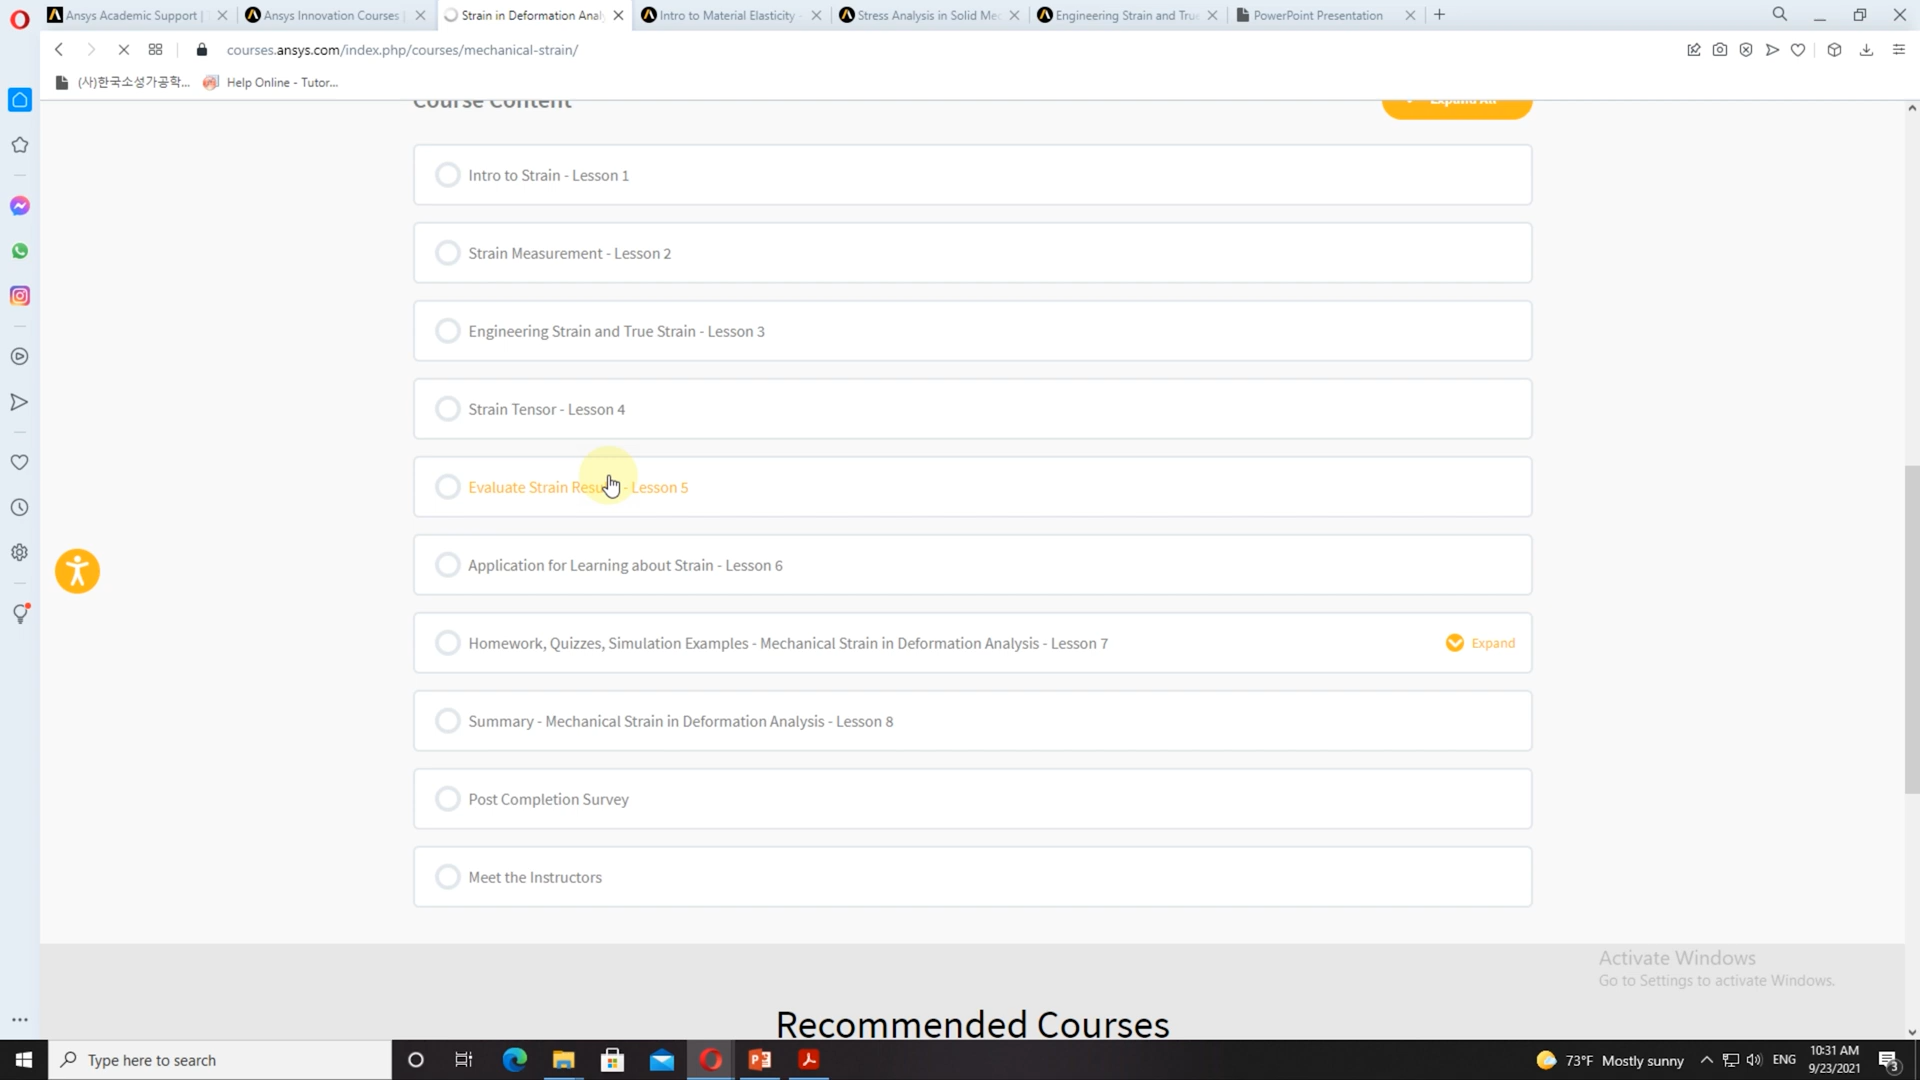 Ansys Academic Support |
Ansys Innovation Courses |
Strain in Deformation Anal
Intro to Material Elasticity -
Stress Analysis in Solid Mec
Engineering Strain and Tru
PowerPoint Presentation
courses.ansys.com/index.php/courses/mechanical-strain/
(사)한국소성가공학...
Help Online - Tutor...
Course Content
Expand All
Intro to Strain - Lesson 1
Strain Measurement - Lesson 2
Engineering Strain and True Strain - Lesson 3
Strain Tensor - Lesson 4
Evaluate Strain Resu - Lesson 5
Application for Learning about Strain - Lesson 6
Homework, Quizzes, Simulation Examples - Mechanical Strain in Deformation Analysis - Lesson 7
Expand
Summary - Mechanical Strain in Deformation Analysis - Lesson 8
Post Completion Survey
Meet the Instructors
Activate Windows
Go to Settings to activate Windows.
Recommended Courses
Type here to search
73°F Mostly sunny
ENG
10:31 AM
9/23/2021
3